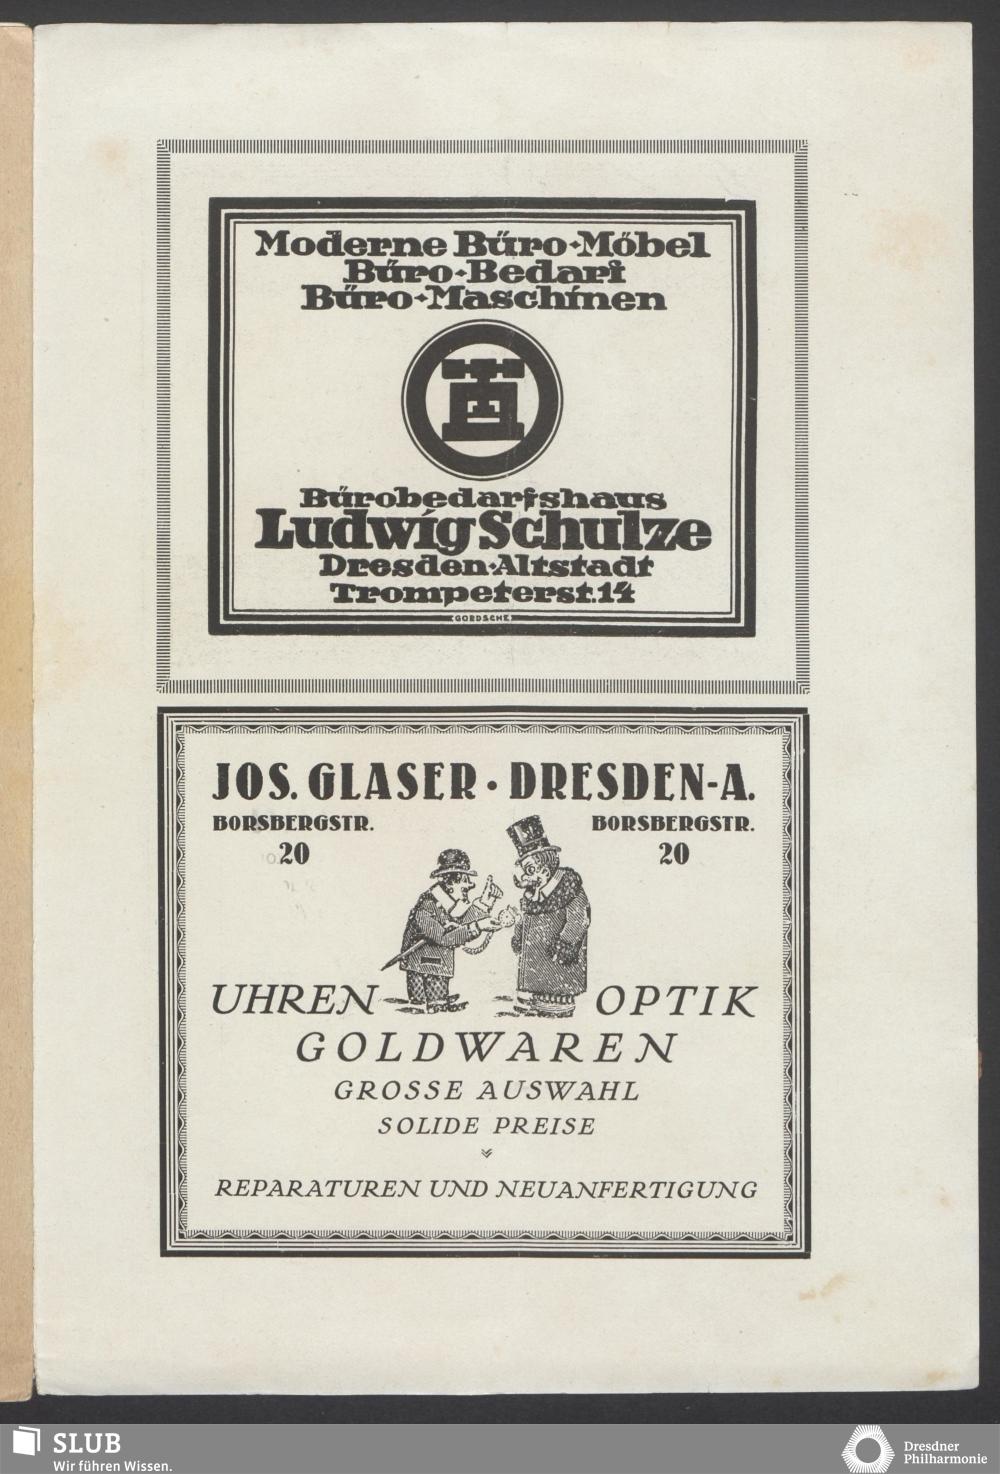 Moderne Büro-Möbel
Büro-Bedarf
Büro-Maschinen
Bürobedarfshaus
Ludwig Schulze
Dresden-Altstadt
Trompeterst.14
GOEDSCHE
JOS. GLASER · DRESDEN-A.
BORSBERGSTR. BORSBERGSTR.
20 20
UHREN OPTIK
GOLDWAREN
GROSSE AUSWAHL
SOLIDE PREISE
REPARATUREN UND NEUANFERTIGUNG
SLUB
Wir führen Wissen.
Dresdner
Philharmonie